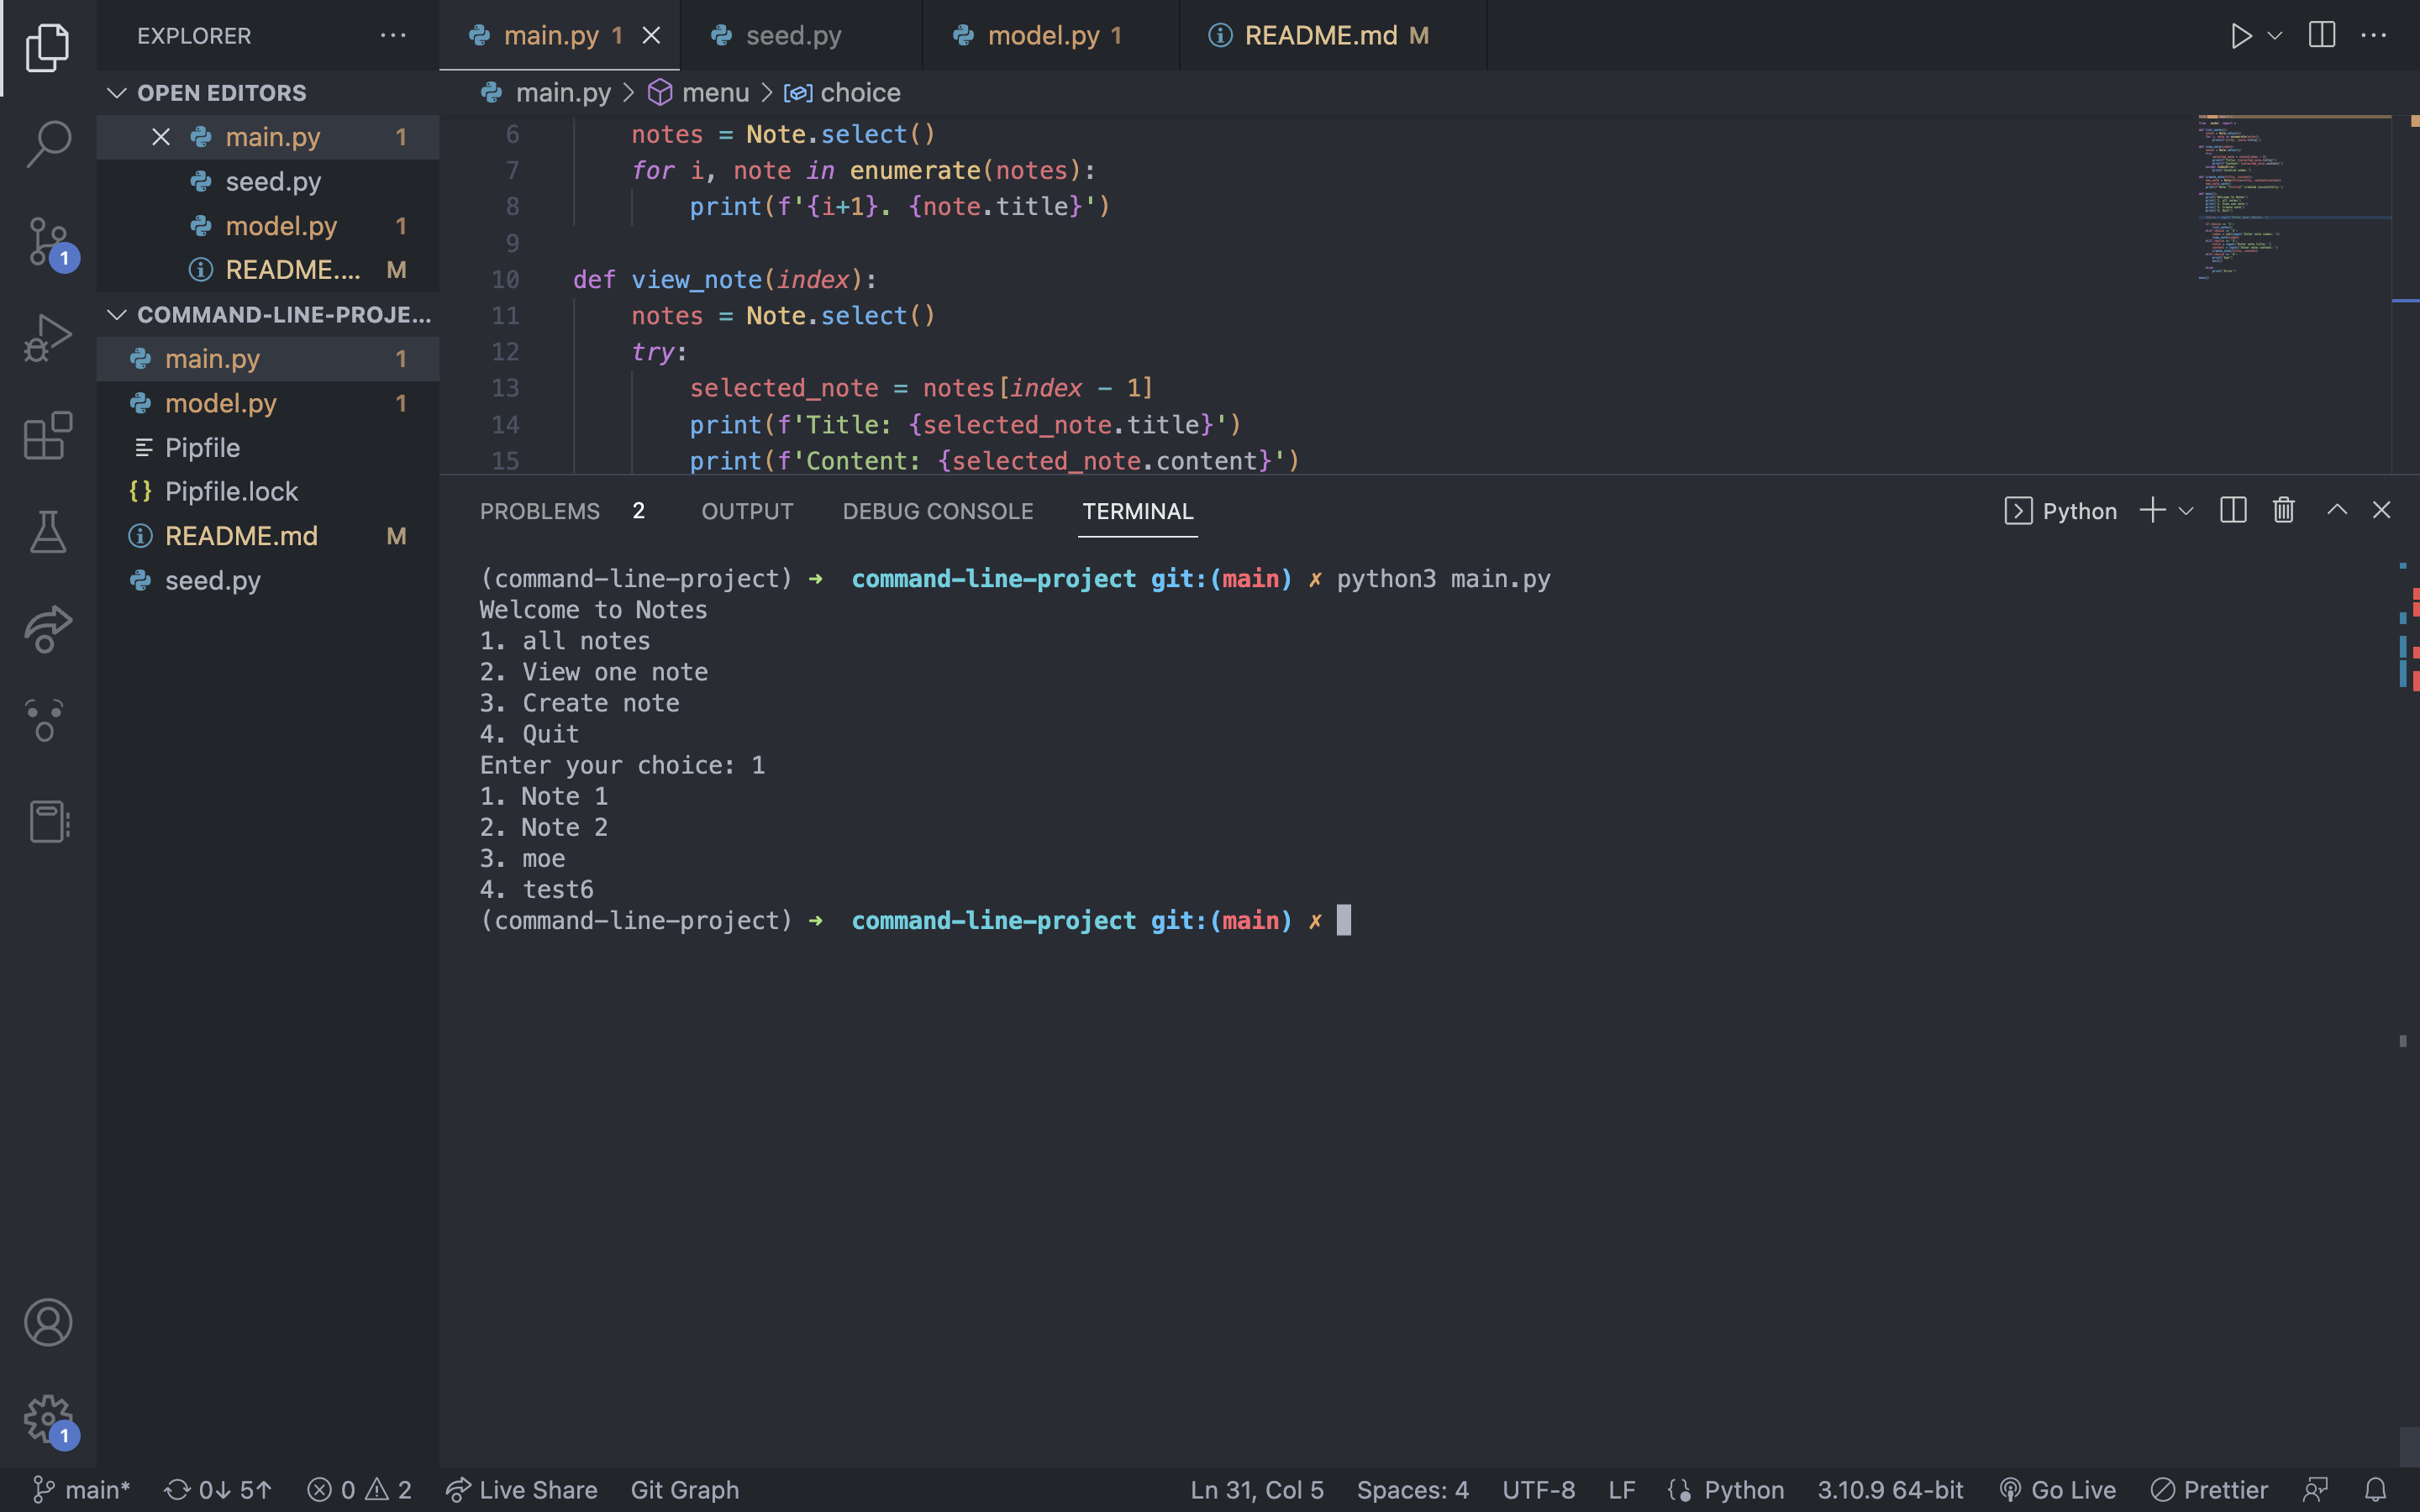 EXPLORER
main.py 1
seed.py
model.py 1
README.md M
OPEN EDITORS
main.py 1
seed.py
model.py 1
README.... M
COMMAND-LINE-PROJE...
main.py 1
model.py 1
Pipfile
Pipfile.lock
README.md M
seed.py
main.py > menu > choice
6 notes = Note.select()
7 for i, note in enumerate(notes):
8 print(f'{i+1}. {note.title}')
9
10 def view_note(index):
11 notes = Note.select()
12 try:
13 selected_note = notes[index - 1]
14 print(f'Title: {selected_note.title}')
15 print(f'Content: {selected_note.content}')
PROBLEMS 2 OUTPUT DEBUG CONSOLE TERMINAL
Python
(command-line-project) ➜ command-line-project git:(main) ✗ python3 main.py
Welcome to Notes
1. all notes
2. View one note
3. Create note
4. Quit
Enter your choice: 1
1. Note 1
2. Note 2
3. moe
4. test6
(command-line-project) ➜ command-line-project git:(main) ✗
1
1
main* 0↓ 5↑ 0 2 Live Share Git Graph Ln 31, Col 5 Spaces: 4 UTF-8 LF Python 3.10.9 64-bit Go Live Prettier